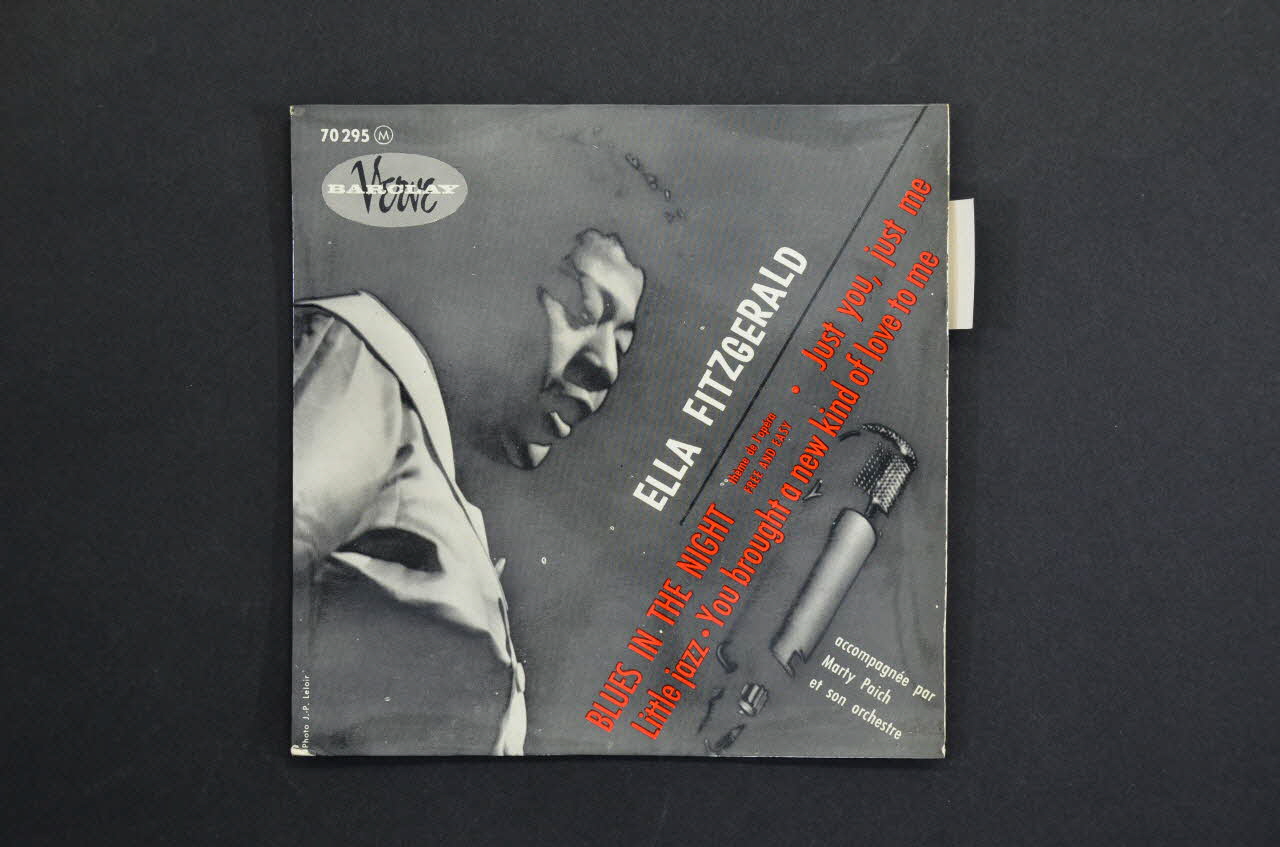 70 295 M
Verve
BARCLAY
ELLA FITZGERALD
BLUES IN THE NIGHT thème de l'opéra FREE AND EASY • Just you, just me
Little jazz • You brought a new kind of love to me
accompagnée par
Marty Paich
et son orchestre
Photo J.-P. Leloir